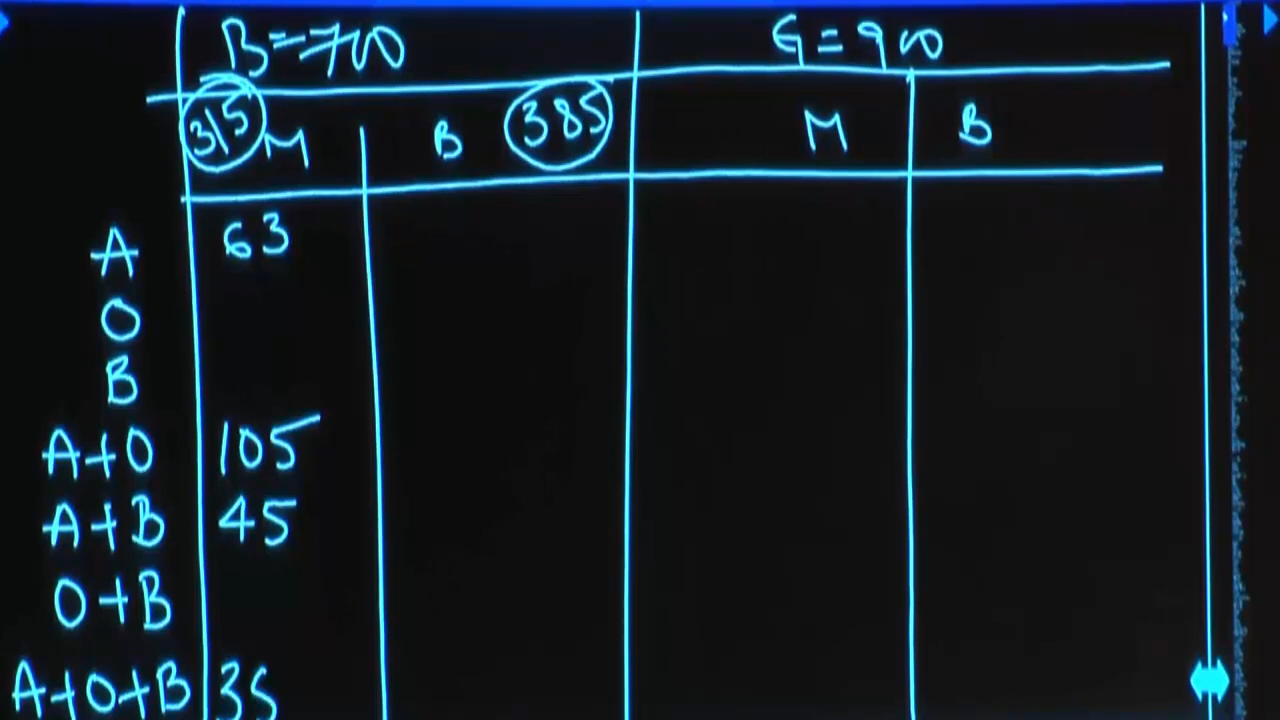 B=700 G=900
315 M B 385 M B
A 63
O
B
A+O 105
A+B 45
O+B
A+O+B 35